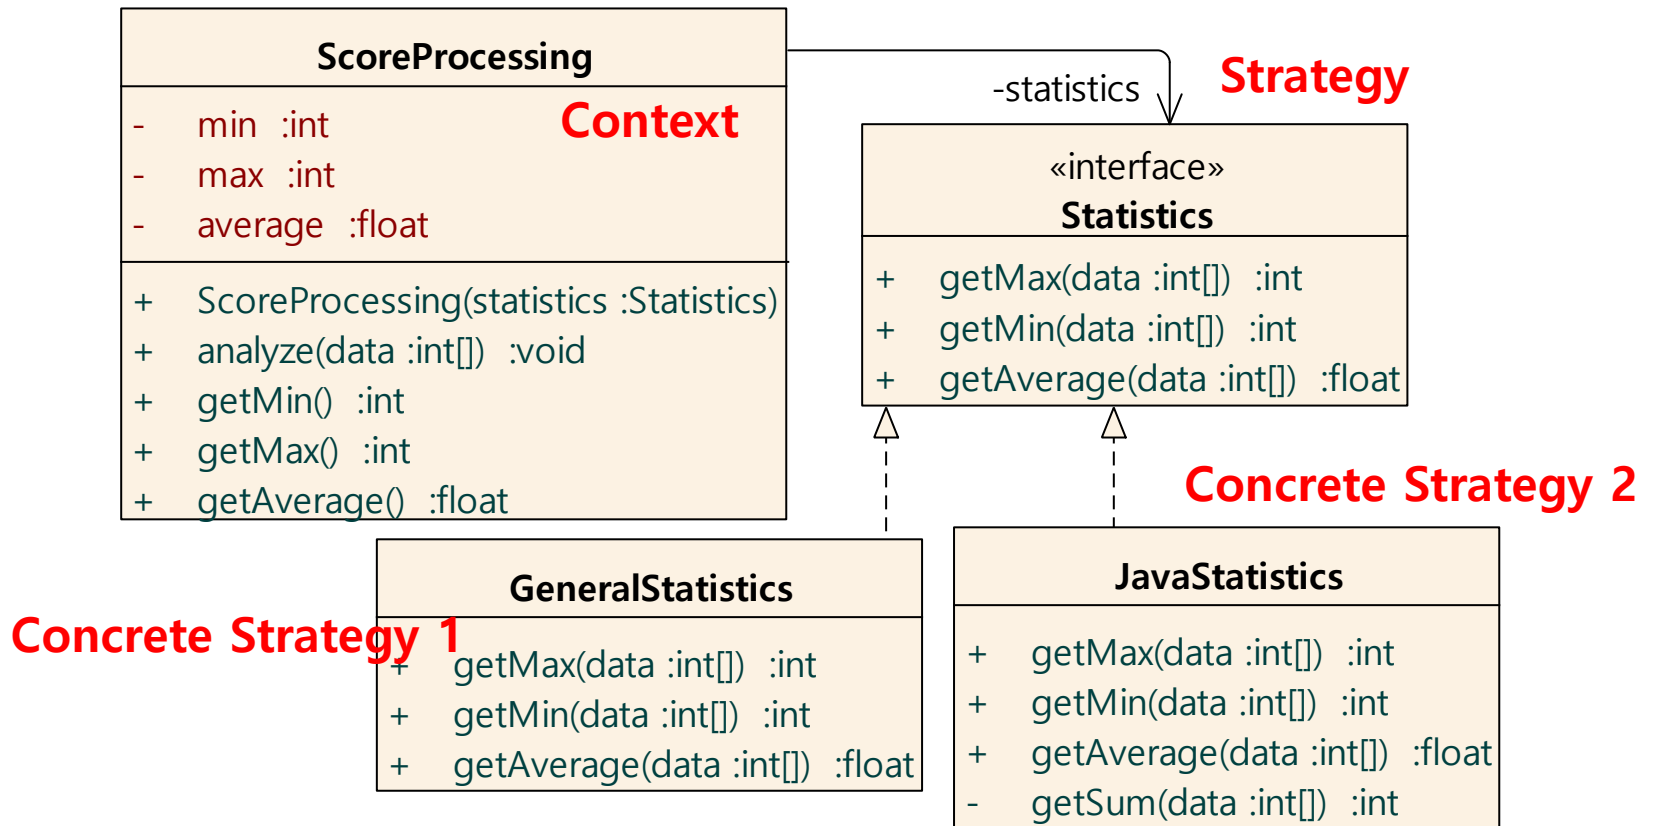 ScoreProcessing
Context
- min :int
- max :int
- average :float
+ ScoreProcessing(statistics :Statistics)
+ analyze(data :int[]) :void
+ getMin() :int
+ getMax() :int
+ getAverage() :float
-statistics
Strategy
«interface»
Statistics
+ getMax(data :int[]) :int
+ getMin(data :int[]) :int
+ getAverage(data :int[]) :float
Concrete Strategy 1
GeneralStatistics
+ getMax(data :int[]) :int
+ getMin(data :int[]) :int
+ getAverage(data :int[]) :float
Concrete Strategy 2
JavaStatistics
+ getMax(data :int[]) :int
+ getMin(data :int[]) :int
+ getAverage(data :int[]) :float
- getSum(data :int[]) :int